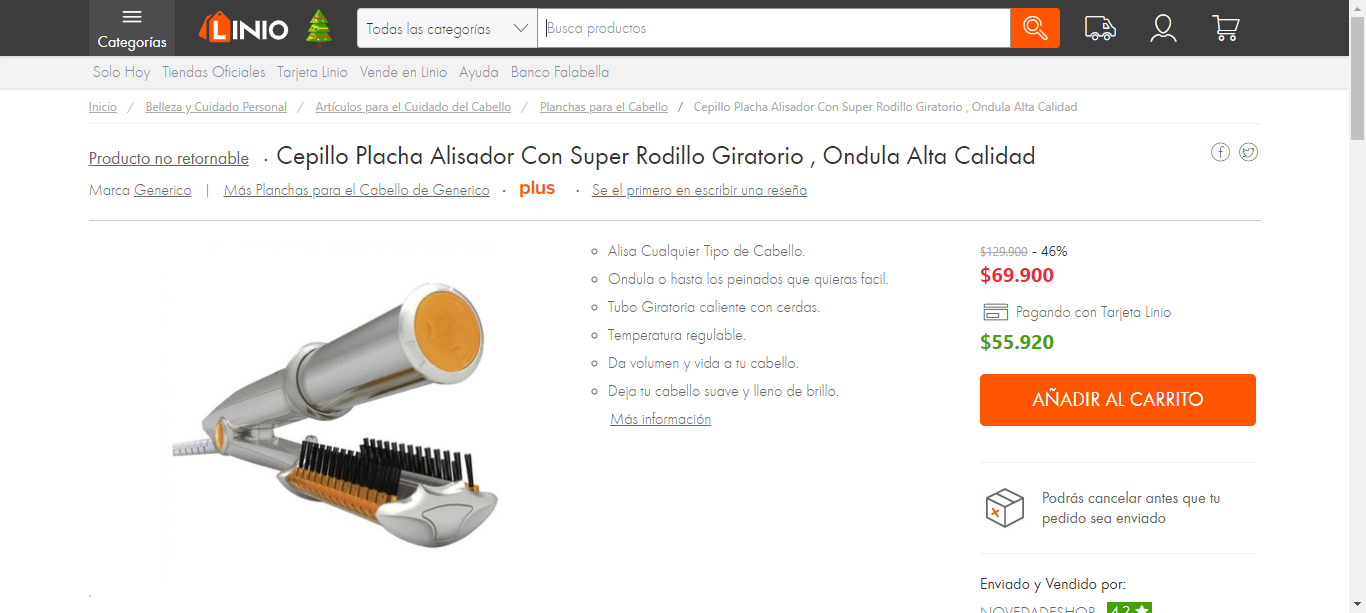 Categorías
LINIO
Todas las categorías
Busca productos
Solo Hoy Tiendas Oficiales Tarjeta Linio Vende en Linio Ayuda Banco Falabella
Inicio / Belleza y Cuidado Personal / Artículos para el Cuidado del Cabello / Planchas para el Cabello / Cepillo Placha Alisador Con Super Rodillo Giratorio , Ondula Alta Calidad
Producto no retornable · Cepillo Placha Alisador Con Super Rodillo Giratorio , Ondula Alta Calidad
Marca Generico | Más Planchas para el Cabello de Generico · plus · Se el primero en escribir una reseña
Alisa Cualquier Tipo de Cabello.
Ondula o hasta los peinados que quieras facil.
Tubo Giratoria caliente con cerdas.
Temperatura regulable.
Da volumen y vida a tu cabello.
Deja tu cabello suave y lleno de brillo.
Más información
$129.900 - 46%
$69.900
Pagando con Tarjeta Linio
$55.920
AÑADIR AL CARRITO
Podrás cancelar antes que tu
pedido sea enviado
Enviado y Vendido por:
NOVEDADESHOP 4.2